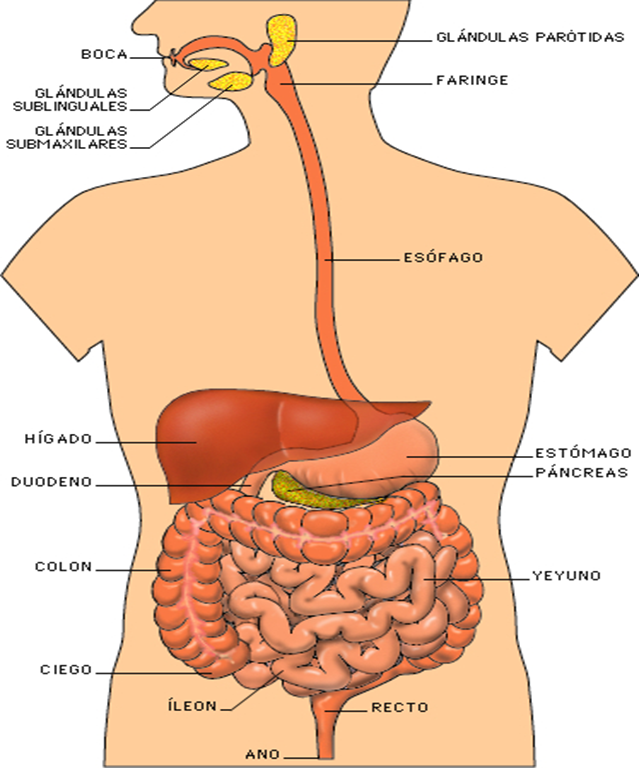 GLÁNDULAS PARÓTIDAS
BOCA
FARINGE
GLÁNDULAS
SUBLINGUALES
GLÁNDULAS
SUBMAXILARES
ESÓFAGO
HÍGADO
ESTÓMAGO
PÁNCREAS
DUODENO
COLON
YEYUNO
CIEGO
ÍLEON
RECTO
ANO